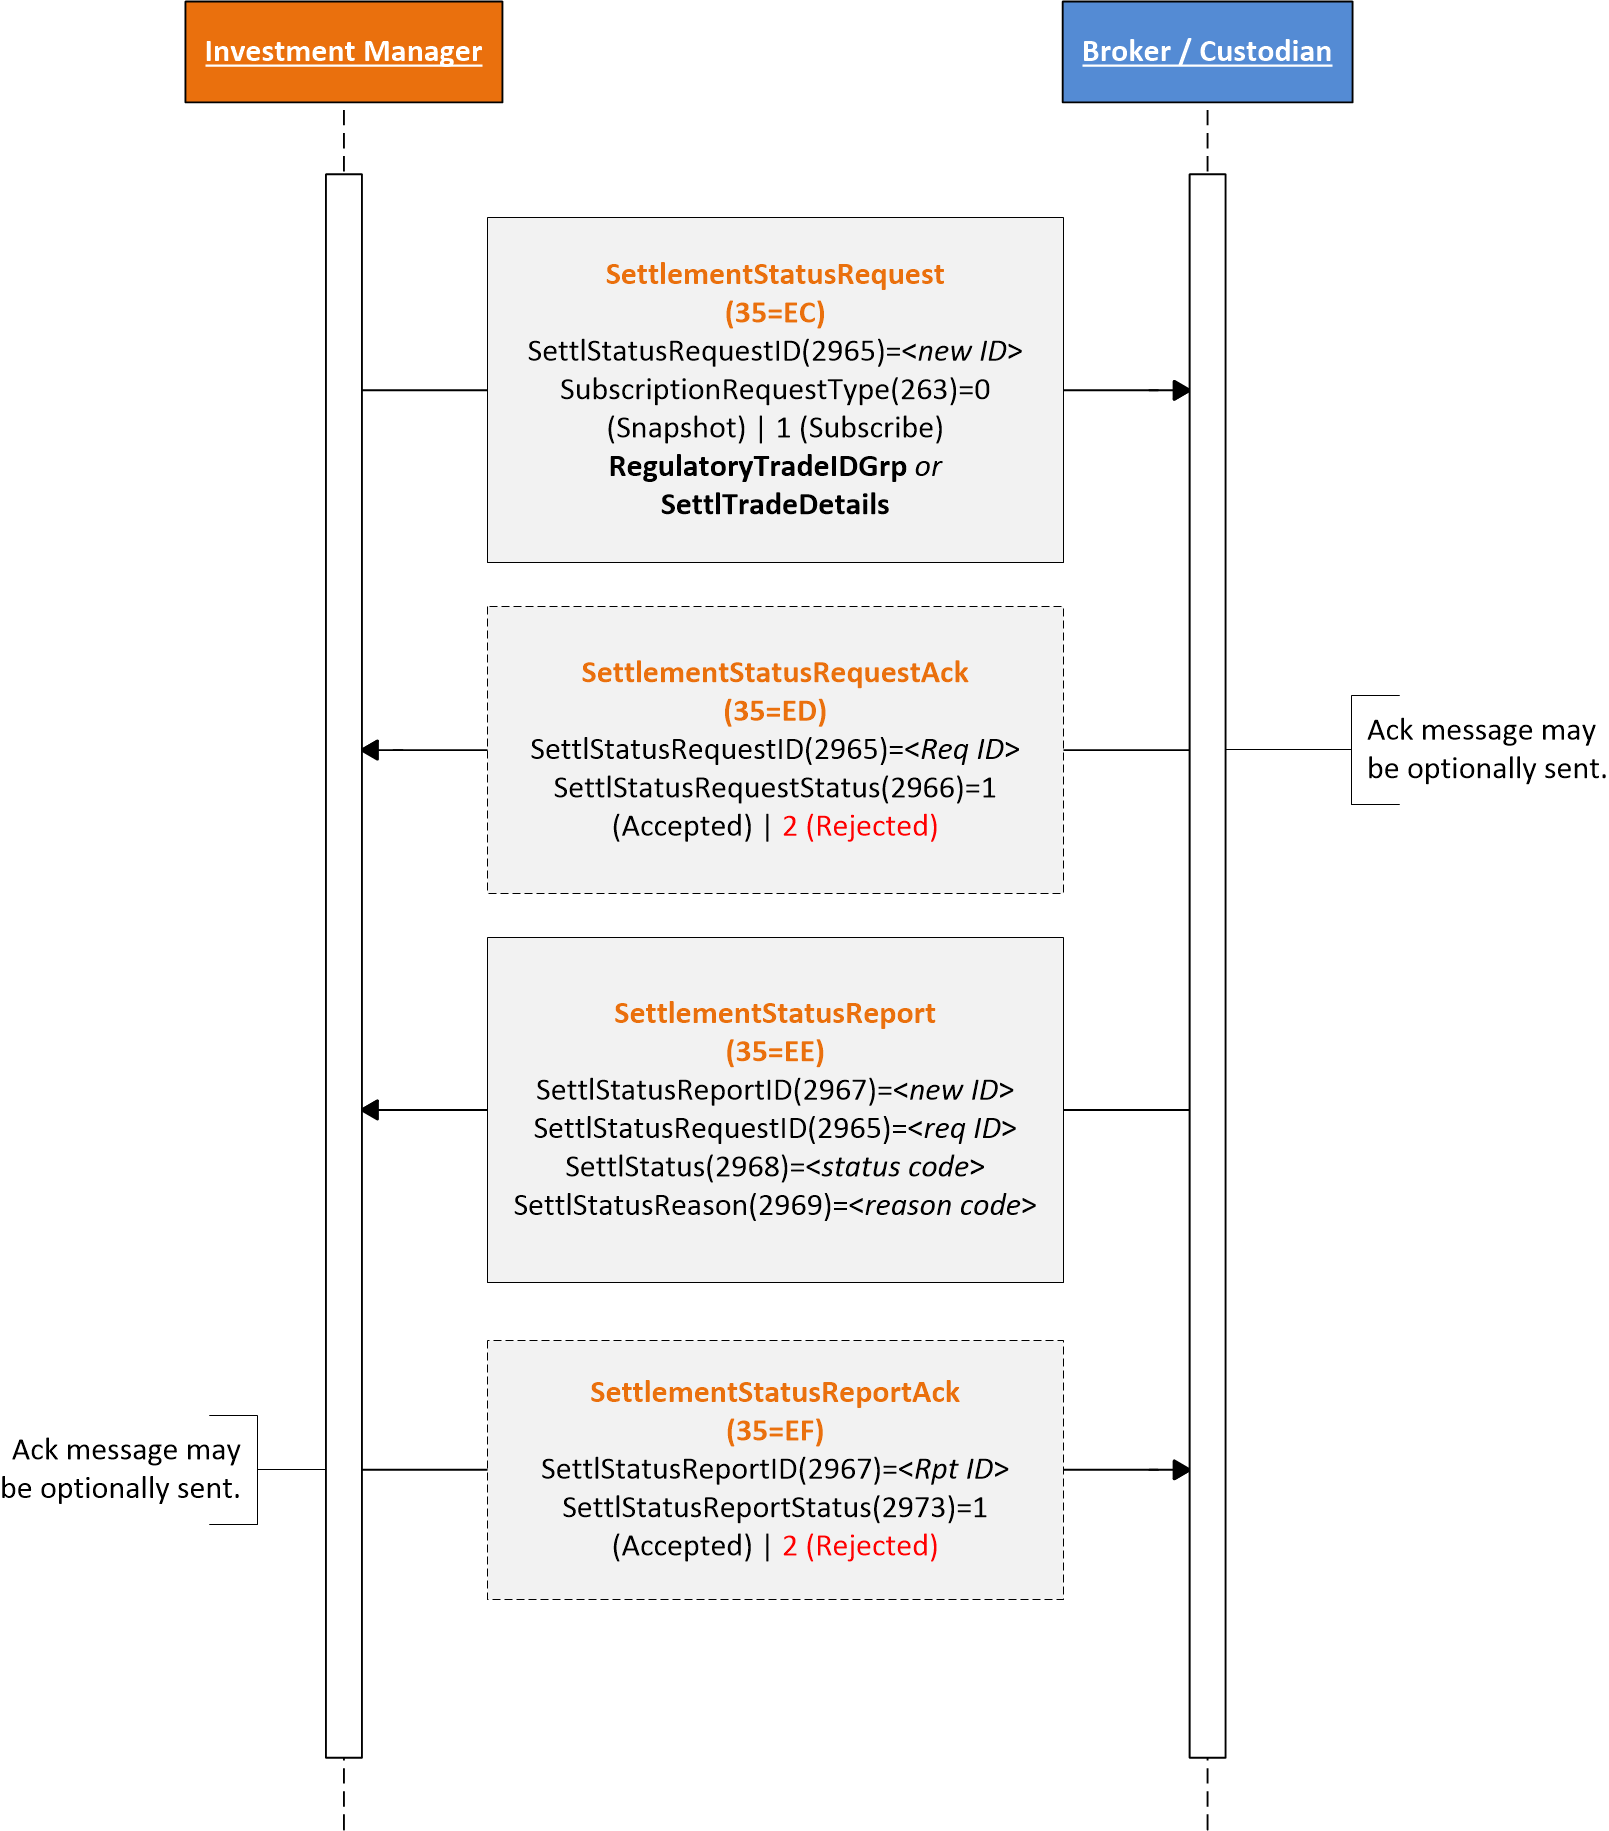 Investment Manager
Broker / Custodian
SettlementStatusRequest
(35=EC)
SettlStatusRequestID(2965)=<new ID>
SubscriptionRequestType(263)=0
(Snapshot) | 1 (Subscribe)
RegulatoryTradeIDGrp or
SettlTradeDetails
SettlementStatusRequestAck
(35=ED)
SettlStatusRequestID(2965)=<Req ID>
SettlStatusRequestStatus(2966)=1
(Accepted) | 2 (Rejected)
Ack message may
be optionally sent.
SettlementStatusReport
(35=EE)
SettlStatusReportID(2967)=<new ID>
SettlStatusRequestID(2965)=<req ID>
SettlStatus(2968)=<status code>
SettlStatusReason(2969)=<reason code>
SettlementStatusReportAck
(35=EF)
SettlStatusReportID(2967)=<Rpt ID>
SettlStatusReportStatus(2973)=1
(Accepted) | 2 (Rejected)
Ack message may
be optionally sent.